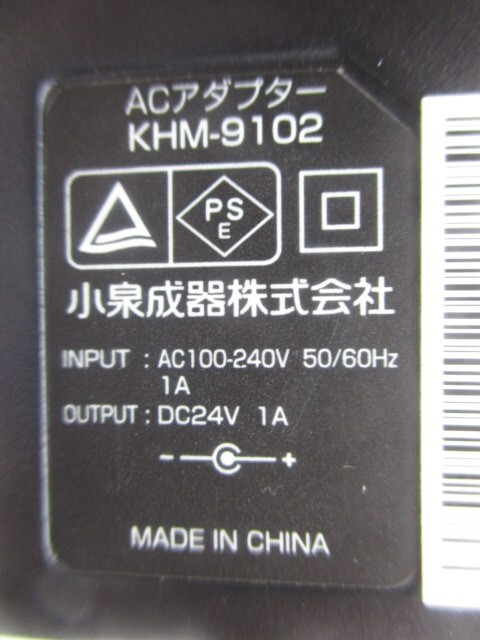 ACアダプター
KHM-9102
PS
E
小泉成器株式会社
INPUT : AC100-240V 50/60Hz
1A
OUTPUT : DC24V 1A
- +
MADE IN CHINA